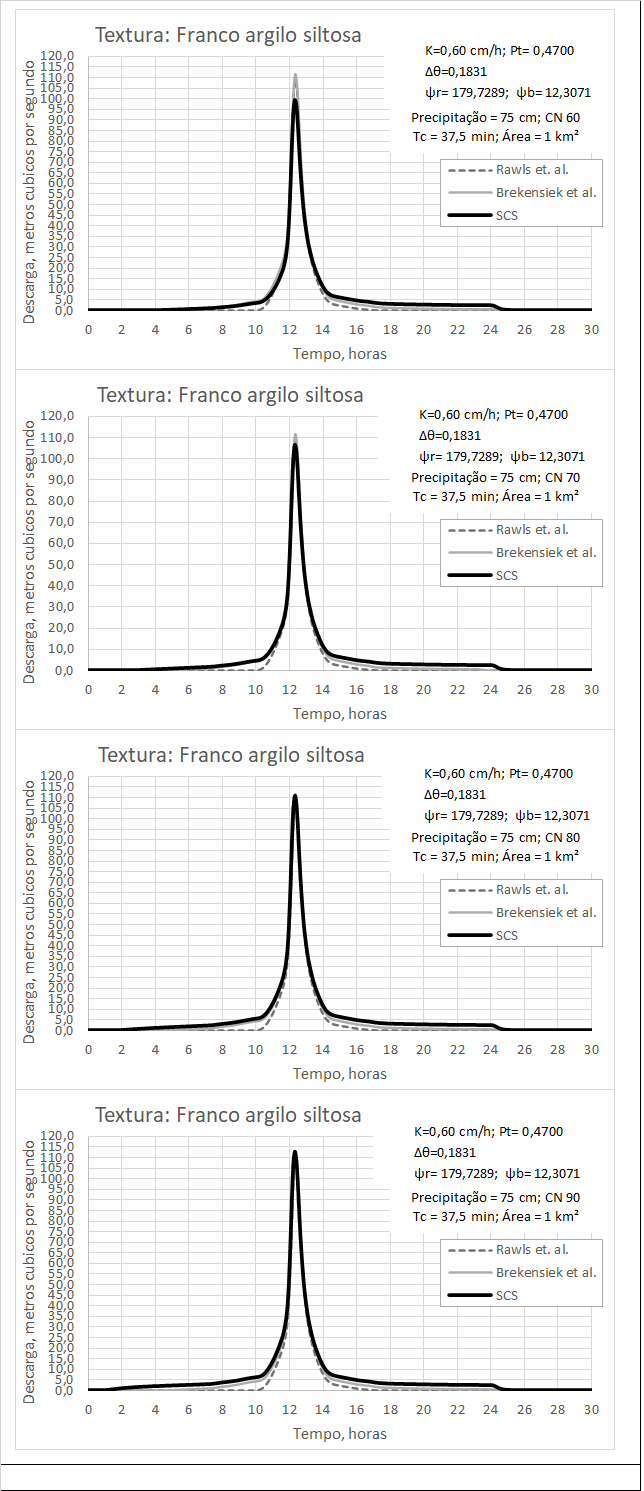 Textura: Franco argilo siltosa
K=0,60 cm/h; Pt= 0,4700
Δθ=0,1831
ψr= 179,7289; ψb= 12,3071
Precipitação = 75 cm; CN 60
Tc = 37,5 min; Área = 1 km²
Rawls et. al.
Brekensiek et al.
SCS
Descarga, metros cubicos por segundo
120,0
115,0
110,0
105,0
100,0
95,0
90,0
85,0
80,0
75,0
70,0
65,0
60,0
55,0
50,0
45,0
40,0
35,0
30,0
25,0
20,0
15,0
10,0
5,0
0,0
0 2 4 6 8 10 12 14 16 18 20 22 24 26 28 30
Tempo, horas
Textura: Franco argilo siltosa
K=0,60 cm/h; Pt= 0,4700
Δθ=0,1831
ψr= 179,7289; ψb= 12,3071
Precipitação = 75 cm; CN 70
Tc = 37,5 min; Área = 1 km²
Rawls et. al.
Brekensiek et al.
SCS
Descarga, metros cubicos por segundo
120,0
110,0
100,0
90,0
80,0
70,0
60,0
50,0
40,0
30,0
20,0
10,0
0,0
0 2 4 6 8 10 12 14 16 18 20 22 24 26 28 30
Tempo, horas
Textura: Franco argilo siltosa
K=0,60 cm/h; Pt= 0,4700
Δθ=0,1831
ψr= 179,7289; ψb= 12,3071
Precipitação = 75 cm; CN 80
Tc = 37,5 min; Área = 1 km²
Rawls et. al.
Brekensiek et al.
SCS
Descarga, metros cubicos por segundo
120,0
115,0
110,0
105,0
100,0
95,0
90,0
85,0
80,0
75,0
70,0
65,0
60,0
55,0
50,0
45,0
40,0
35,0
30,0
25,0
20,0
15,0
10,0
5,0
0,0
0 2 4 6 8 10 12 14 16 18 20 22 24 26 28 30
Tempo, horas
Textura: Franco argilo siltosa
K=0,60 cm/h; Pt= 0,4700
Δθ=0,1831
ψr= 179,7289; ψb= 12,3071
Precipitação = 75 cm; CN 90
Tc = 37,5 min; Área = 1 km²
Rawls et. al.
Brekensiek et al.
SCS
Descarga, metros cubicos por segundo
120,0
115,0
110,0
105,0
100,0
95,0
90,0
85,0
80,0
75,0
70,0
65,0
60,0
55,0
50,0
45,0
40,0
35,0
30,0
25,0
20,0
15,0
10,0
5,0
0,0
0 2 4 6 8 10 12 14 16 18 20 22 24 26 28 30
Tempo, horas